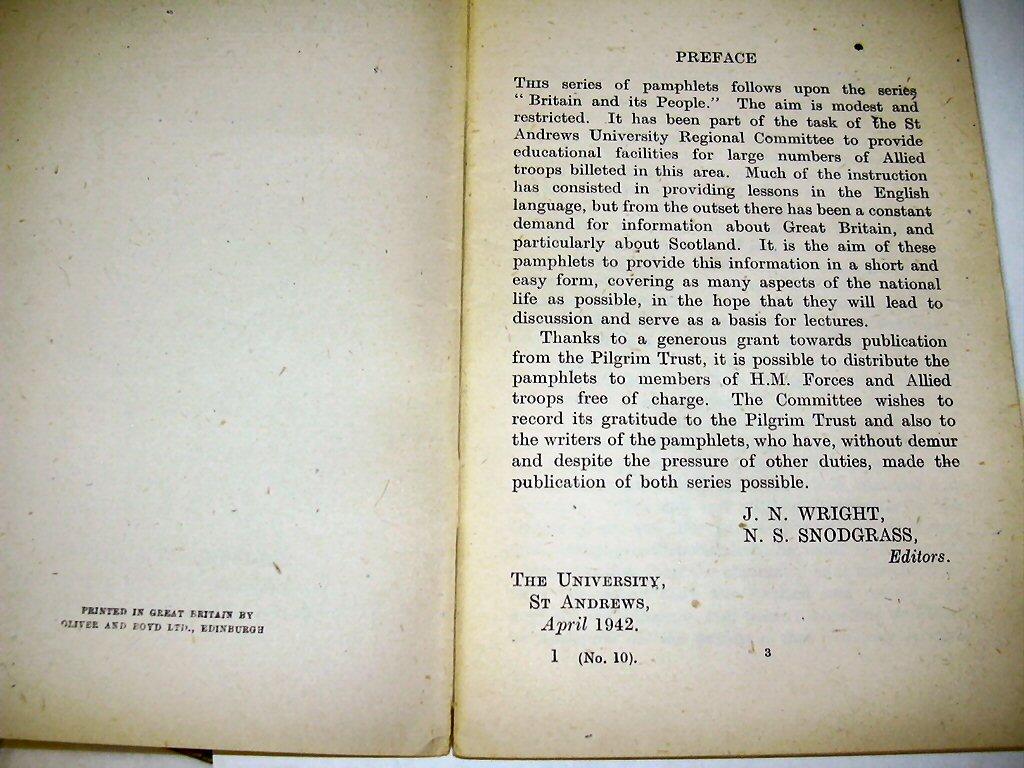 PRINTED IN GREAT BRITAIN BY
OLIVER AND BOYD LTD., EDINBURGH
PREFACE
THIS series of pamphlets follows upon the series
“ Britain and its People.” The aim is modest and
restricted. It has been part of the task of the St
Andrews University Regional Committee to provide
educational facilities for large numbers of Allied
troops billeted in this area. Much of the instruction
has consisted in providing lessons in the English
language, but from the outset there has been a constant
demand for information about Great Britain, and
particularly about Scotland. It is the aim of these
pamphlets to provide this information in a short and
easy form, covering as many aspects of the national
life as possible, in the hope that they will lead to
discussion and serve as a basis for lectures.
Thanks to a generous grant towards publication
from the Pilgrim Trust, it is possible to distribute the
pamphlets to members of H.M. Forces and Allied
troops free of charge. The Committee wishes to
record its gratitude to the Pilgrim Trust and also to
the writers of the pamphlets, who have, without demur
and despite the pressure of other duties, made the
publication of both series possible.
J. N. WRIGHT,
N. S. SNODGRASS,
Editors.
THE UNIVERSITY,
ST ANDREWS,
April 1942.
1 (No. 10). 3